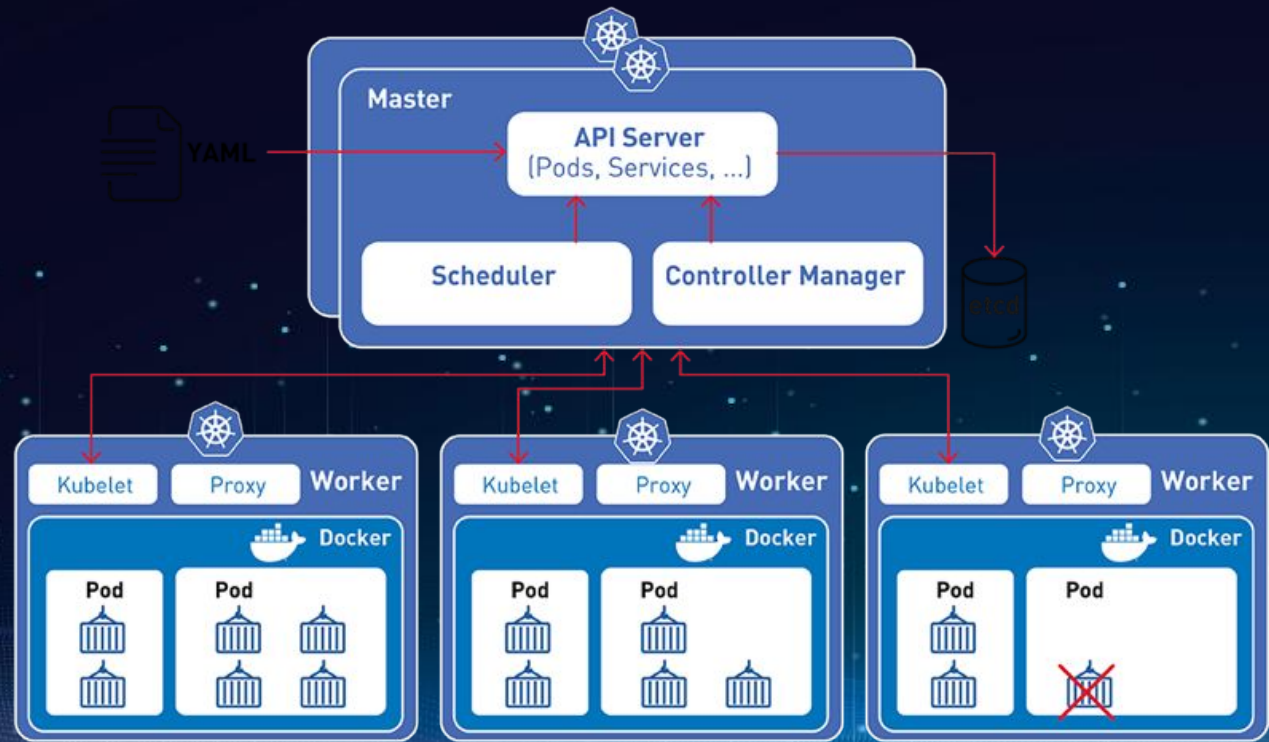 Master
API Server
(Pods, Services, ...)
YAML
Scheduler
Controller Manager
etcd
Kubelet
Proxy
Worker
Docker
Pod
Pod
Kubelet
Proxy
Worker
Docker
Pod
Pod
Kubelet
Proxy
Worker
Docker
Pod
Pod